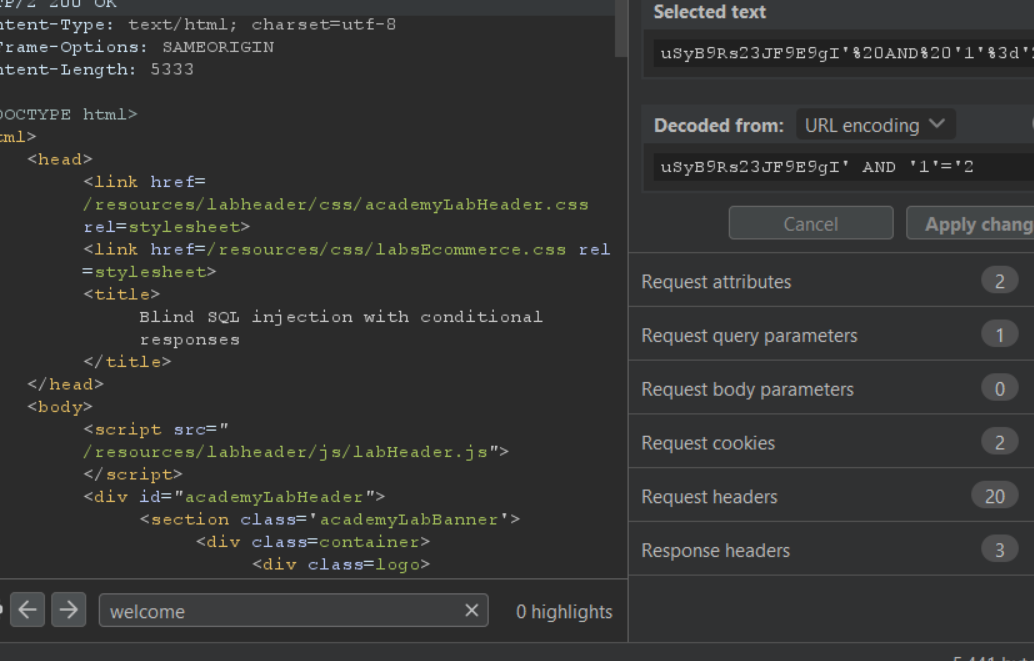 TP/2 200 OK
ntent-Type: text/html; charset=utf-8
Frame-Options: SAMEORIGIN
ntent-Length: 5333
DOCTYPE html>
tml>
<head>
<link href=
/resources/labheader/css/academyLabHeader.css
rel=stylesheet>
<link href=/resources/css/labsEcommerce.css rel
=stylesheet>
<title>
Blind SQL injection with conditional
responses
</title>
</head>
<body>
<script src="
/resources/labheader/js/labHeader.js">
</script>
<div id="academyLabHeader">
<section class='academyLabBanner'>
<div class=container>
<div class=logo>
welcome
0 highlights
Selected text
uSyB9Rs23JF9E9gI'%20AND%20'1'%3d'2
Decoded from: URL encoding
uSyB9Rs23JF9E9gI' AND '1'='2
Cancel Apply chang
Request attributes 2
Request query parameters 1
Request body parameters 0
Request cookies 2
Request headers 20
Response headers 3